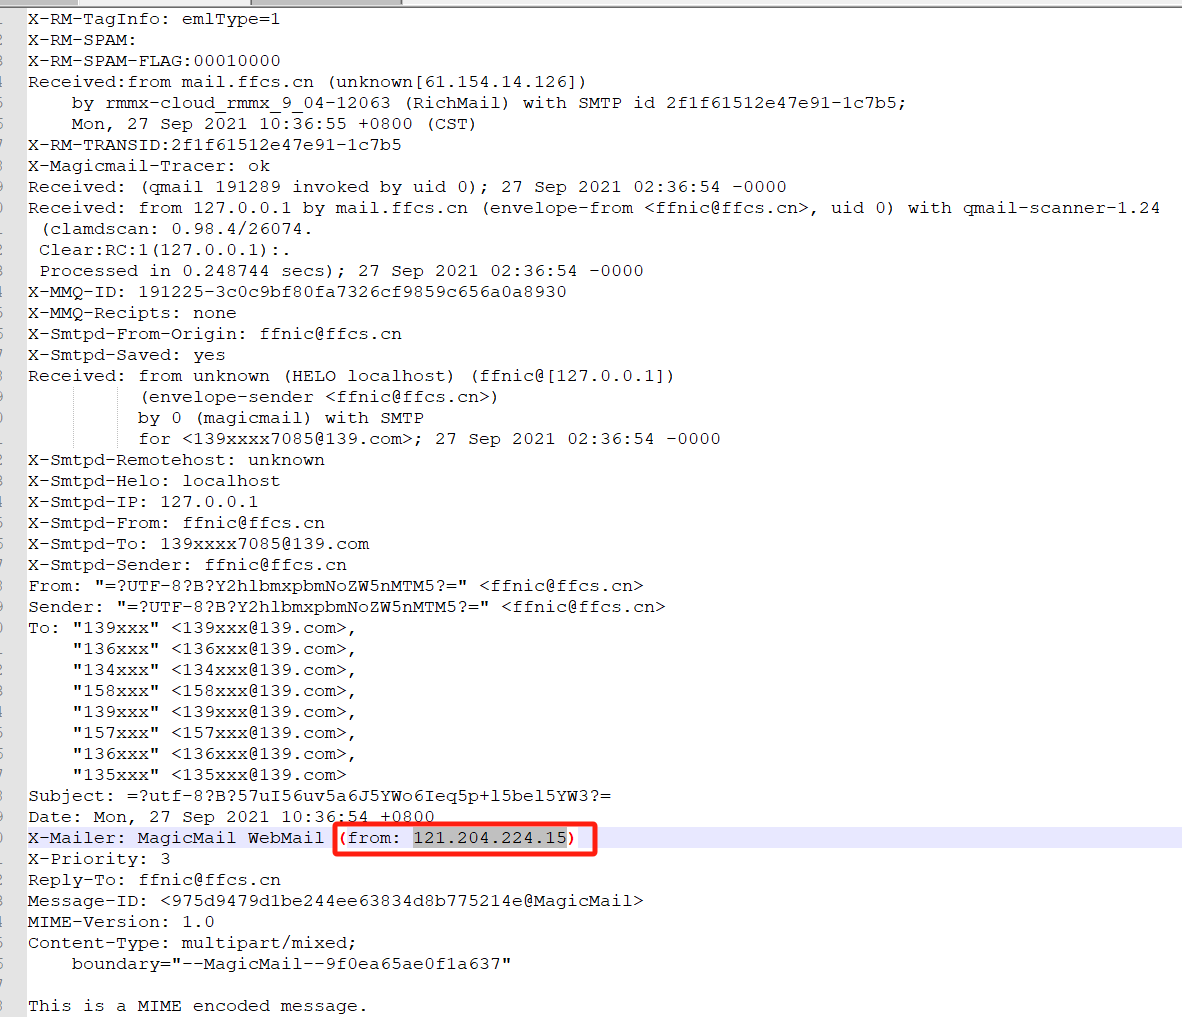 X-RM-TagInfo: emlType=1
X-RM-SPAM:
X-RM-SPAM-FLAG:00010000
Received:from mail.ffcs.cn (unknown[61.154.14.126])
by rmmx-cloud_rmmx_9_04-12063 (RichMail) with SMTP id 2f1f61512e47e91-1c7b5;
Mon, 27 Sep 2021 10:36:55 +0800 (CST)
X-RM-TRANSID:2f1f61512e47e91-1c7b5
X-Magicmail-Tracer: ok
Received: (qmail 191289 invoked by uid 0); 27 Sep 2021 02:36:54 -0000
Received: from 127.0.0.1 by mail.ffcs.cn (envelope-from <ffnic@ffcs.cn>, uid 0) with qmail-scanner-1.24
(clamdscan: 0.98.4/26074.
Clear:RC:1(127.0.0.1):.
Processed in 0.248744 secs); 27 Sep 2021 02:36:54 -0000
X-MMQ-ID: 191225-3c0c9bf80fa7326cf9859c656a0a8930
X-MMQ-Recipts: none
X-Smtpd-From-Origin: ffnic@ffcs.cn
X-Smtpd-Saved: yes
Received: from unknown (HELO localhost) (ffnic@[127.0.0.1])
(envelope-sender <ffnic@ffcs.cn>)
by 0 (magicmail) with SMTP
for <139xxxx7085@139.com>; 27 Sep 2021 02:36:54 -0000
X-Smtpd-Remotehost: unknown
X-Smtpd-Helo: localhost
X-Smtpd-IP: 127.0.0.1
X-Smtpd-From: ffnic@ffcs.cn
X-Smtpd-To: 139xxxx7085@139.com
X-Smtpd-Sender: ffnic@ffcs.cn
From: "=?UTF-8?B?Y2hlbmxpbmNoZW5nMTM5?=" <ffnic@ffcs.cn>
Sender: "=?UTF-8?B?Y2hlbmxpbmNoZW5nMTM5?=" <ffnic@ffcs.cn>
To: "139xxx" <139xxx@139.com>,
"136xxx" <136xxx@139.com>,
"134xxx" <134xxx@139.com>,
"158xxx" <158xxx@139.com>,
"139xxx" <139xxx@139.com>,
"157xxx" <157xxx@139.com>,
"136xxx" <136xxx@139.com>,
"135xxx" <135xxx@139.com>
Subject: =?utf-8?B?57uI56uv5a6J5YWo6Ieq5p+l5bel5YW3?=
Date: Mon, 27 Sep 2021 10:36:54 +0800
X-Mailer: MagicMail WebMail (from: 121.204.224.15)
X-Priority: 3
Reply-To: ffnic@ffcs.cn
Message-ID: <975d9479d1be244ee63834d8b775214e@MagicMail>
MIME-Version: 1.0
Content-Type: multipart/mixed;
boundary="--MagicMail--9f0ea65ae0f1a637"
This is a MIME encoded message.